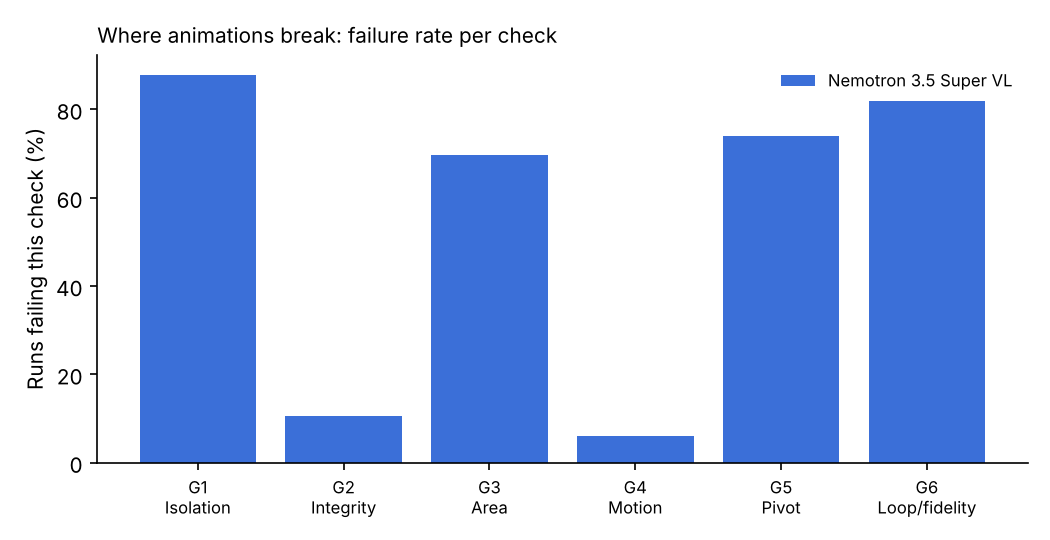 Where animations break: failure rate per check
Nemotron 3.5 Super VL
Runs failing this check (%)
80
60
40
20
0
G1
Isolation
G2
Integrity
G3
Area
G4
Motion
G5
Pivot
G6
Loop/fidelity